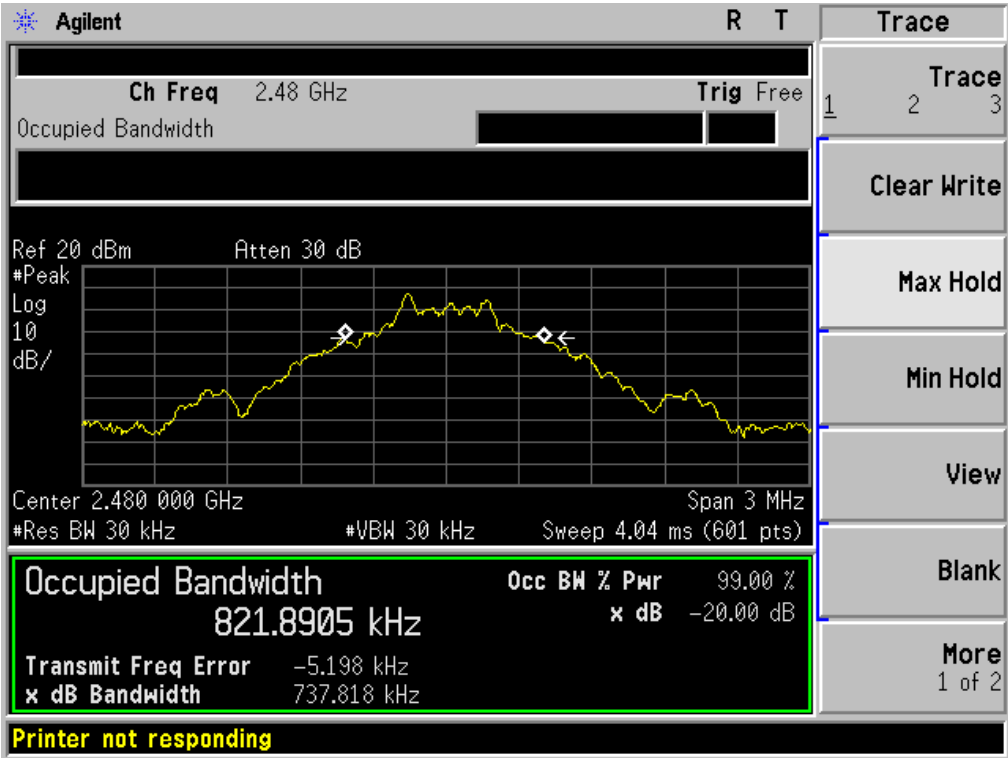 Agilent R T
Ch Freq 2.48 GHz Trig Free
Occupied Bandwidth
Ref 20 dBm Atten 30 dB
#Peak
Log
10
dB/
Center 2.480 000 GHz Span 3 MHz
#Res BW 30 kHz #VBW 30 kHz Sweep 4.04 ms (601 pts)
Occupied Bandwidth
821.8905 kHz
Occ BW % Pwr 99.00 %
x dB -20.00 dB
Transmit Freq Error -5.198 kHz
x dB Bandwidth 737.818 kHz
Printer not responding
Trace
Trace
1 2 3
Clear Write
Max Hold
Min Hold
View
Blank
More
1 of 2